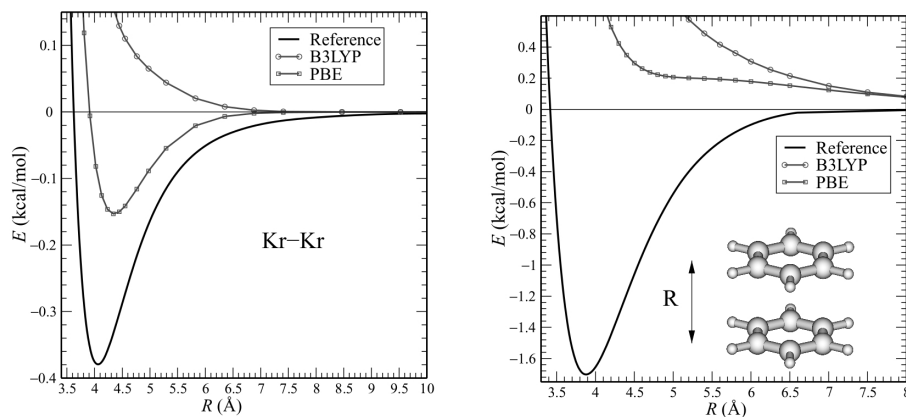 0.1
0
−0.1
−0.2
−0.3
−0.4
E (kcal/mol)
Reference
B3LYP
PBE
Kr−Kr
3.5 4 4.5 5 5.5 6 6.5 7 7.5 8 8.5 9 9.5 10
R (Å)
0.4
0.2
0
−0.2
−0.4
−0.6
−0.8
−1
−1.2
−1.4
−1.6
E (kcal/mol)
Reference
B3LYP
PBE
R
3.5 4 4.5 5 5.5 6 6.5 7 7.5 8
R (Å)